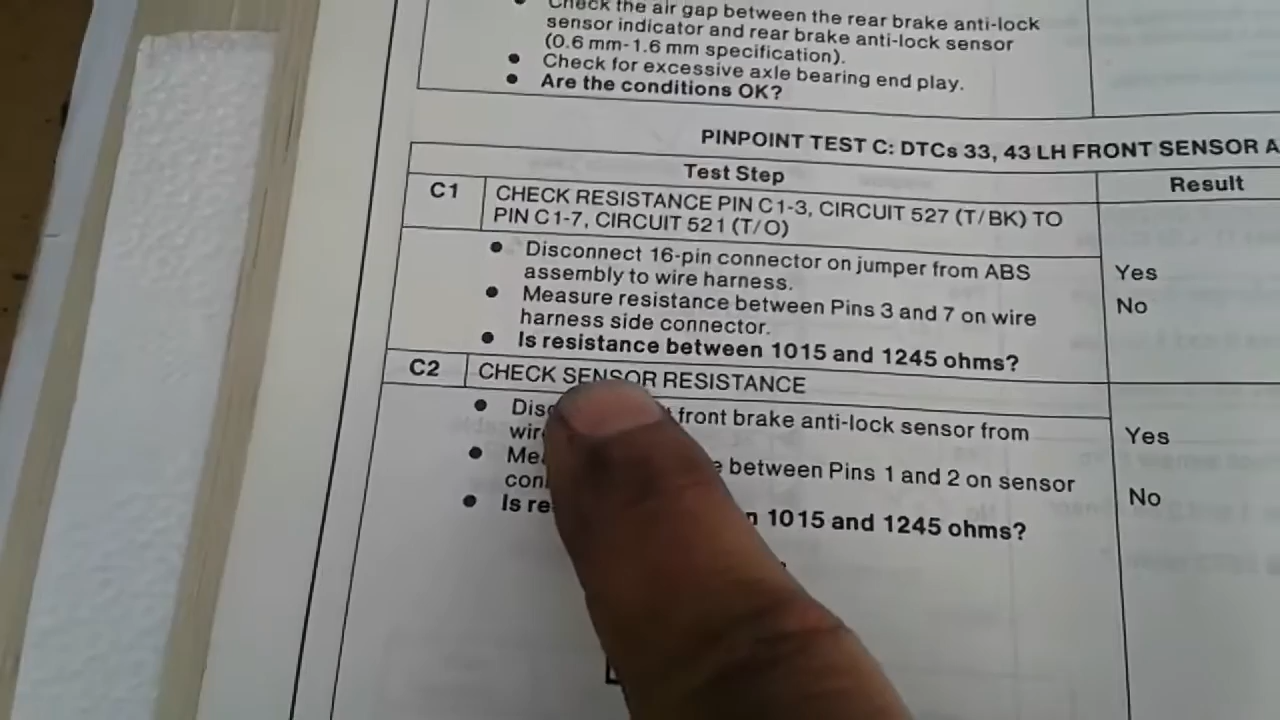 ● Check the air gap between the rear brake anti-lock
sensor indicator and rear brake anti-lock sensor
(0.6 mm-1.6 mm specification).
● Check for excessive axle bearing end play.
● Are the conditions OK?
PINPOINT TEST C: DTCs 33, 43 LH FRONT SENSOR A
Test Step
Result
C1
CHECK RESISTANCE PIN C1-3, CIRCUIT 527 (T/BK) TO
PIN C1-7, CIRCUIT 521 (T/O)
● Disconnect 16-pin connector on jumper from ABS
assembly to wire harness.
● Measure resistance between Pins 3 and 7 on wire
harness side connector.
● Is resistance between 1015 and 1245 ohms?
Yes
No
C2
CHECK SENSOR RESISTANCE
● front brake anti-lock sensor from
● between Pins 1 and 2 on sensor
● Is 1015 and 1245 ohms?
Yes
No